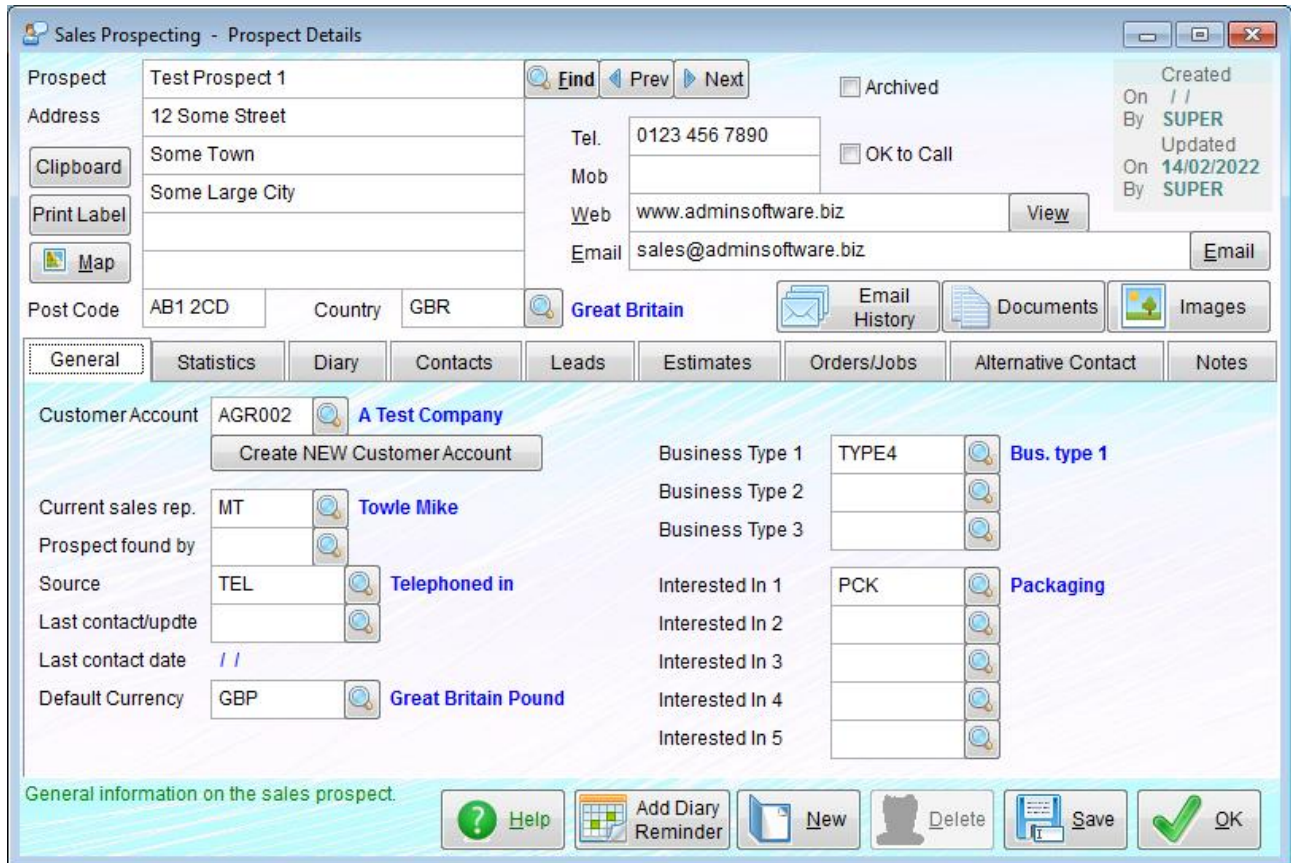 Sales Prospecting - Prospect Details
Prospect Test Prospect 1 Find Prev Next Archived
Address 12 Some Street
Some Town
Some Large City
Clipboard
Print Label
Map
Tel. 0123 456 7890 OK to Call
Mob
Web www.adminsoftware.biz View
Email sales@adminsoftware.biz Email
Created
On / /
By SUPER
Updated
On 14/02/2022
By SUPER
Post Code AB1 2CD Country GBR Great Britain
Email History Documents Images
General Statistics Diary Contacts Leads Estimates Orders/Jobs Alternative Contact Notes
Customer Account AGR002 A Test Company
Create NEW Customer Account
Current sales rep. MT Towle Mike
Prospect found by
Source TEL Telephoned in
Last contact/updte
Last contact date / /
Default Currency GBP Great Britain Pound
Business Type 1 TYPE4 Bus. type 1
Business Type 2
Business Type 3
Interested In 1 PCK Packaging
Interested In 2
Interested In 3
Interested In 4
Interested In 5
General information on the sales prospect.
Help Add Diary Reminder New Delete Save OK